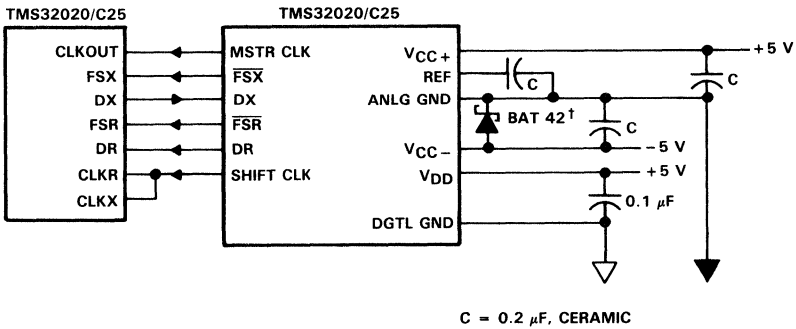 TMS32020/C25
TMS32020/C25
CLKOUT
FSX
DX
FSR
DR
CLKR
CLKX
MSTR CLK
FSX
DX
FSR
DR
SHIFT CLK
VCC+
REF
ANLG GND
VCC−
VDD
DGTL GND
+5 V
C
C
BAT 42†
C
−5 V
+5 V
0.1 μF
C = 0.2 μF, CERAMIC